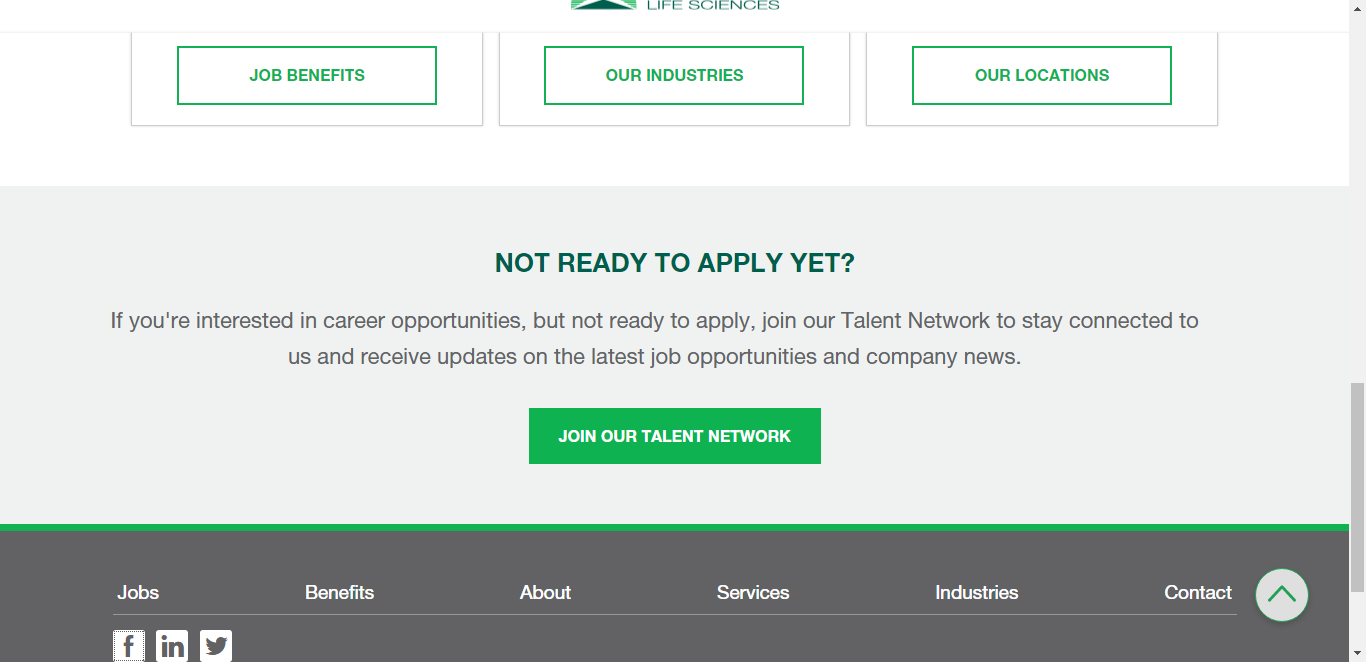 LIFE SCIENCES
JOB BENEFITS
OUR INDUSTRIES
OUR LOCATIONS
NOT READY TO APPLY YET?
If you're interested in career opportunities, but not ready to apply, join our Talent Network to stay connected to
us and receive updates on the latest job opportunities and company news.
JOIN OUR TALENT NETWORK
Jobs
Benefits
About
Services
Industries
Contact
f
in